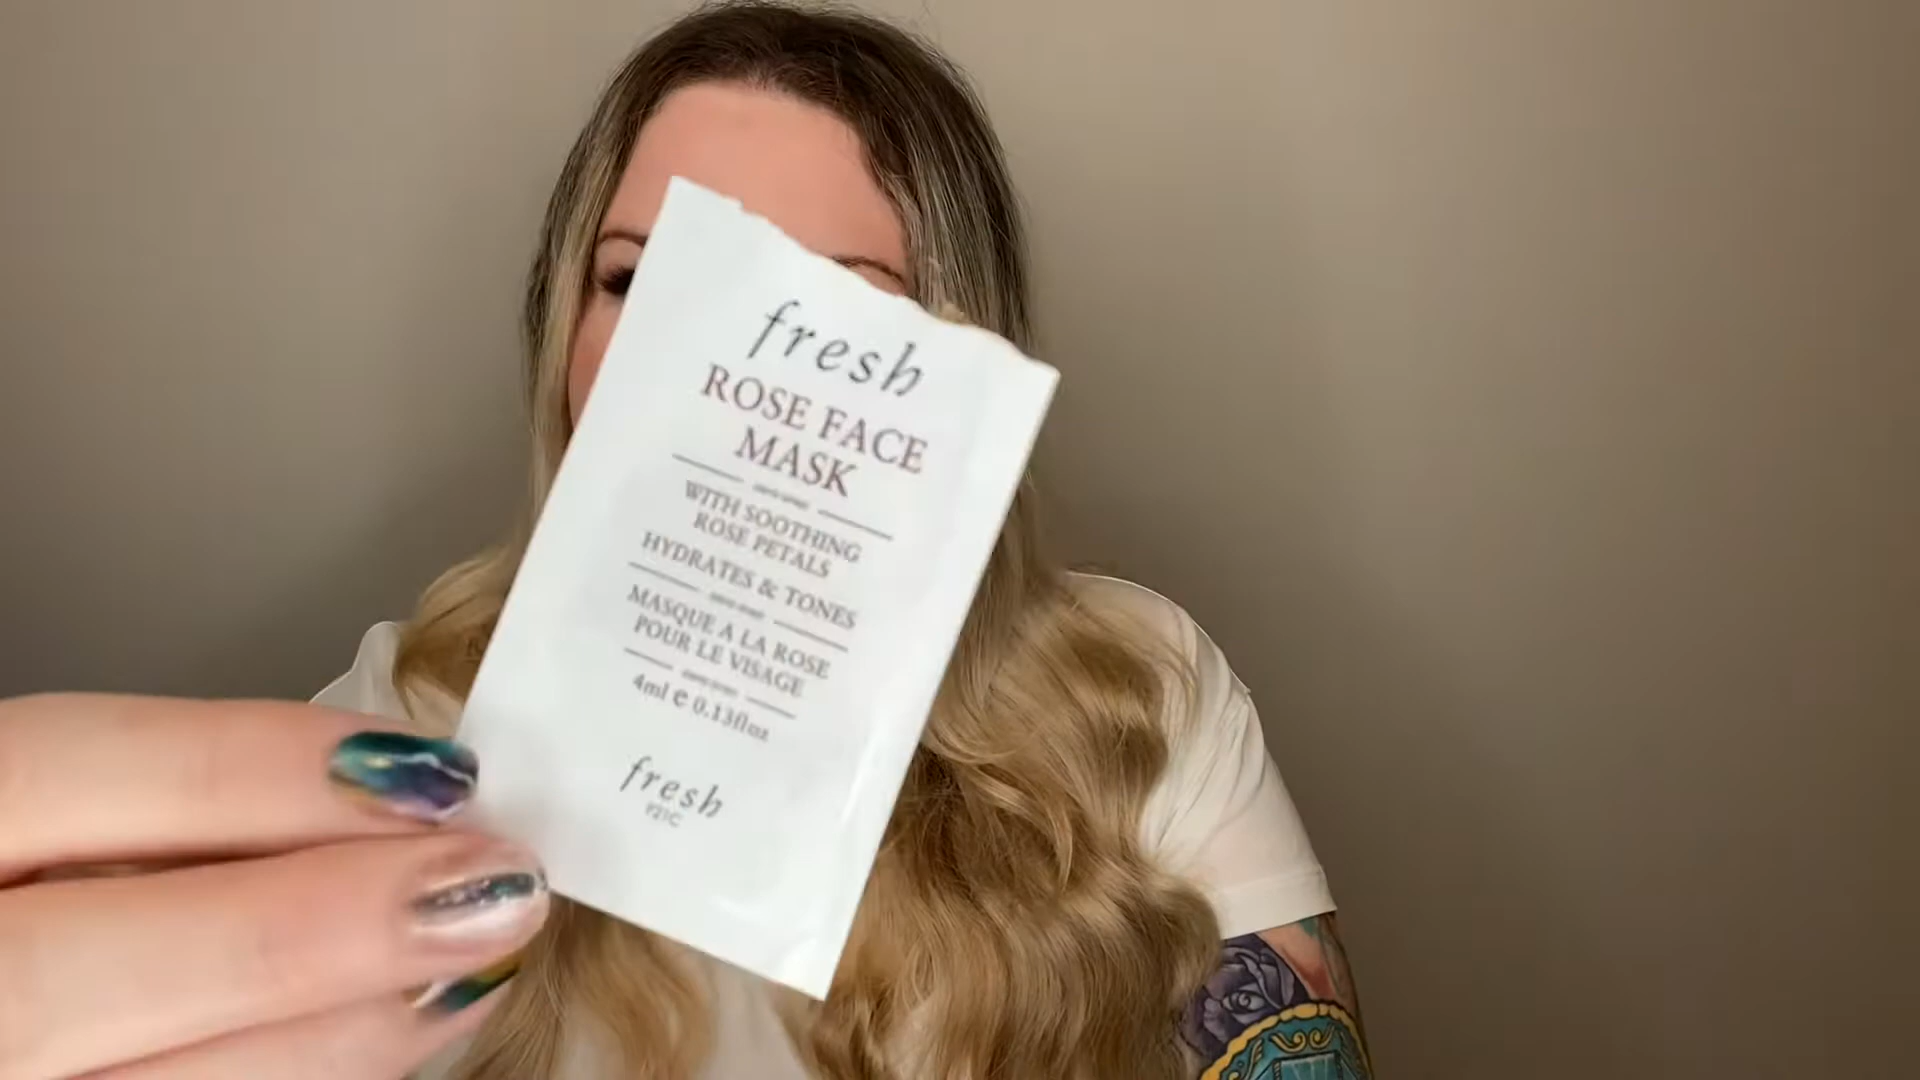 fresh
ROSE FACE
MASK
WITH SOOTHING
ROSE PETALS
HYDRATES & TONES
MASQUE A LA ROSE
POUR LE VISAGE
4ml e 0.13fl oz
fresh